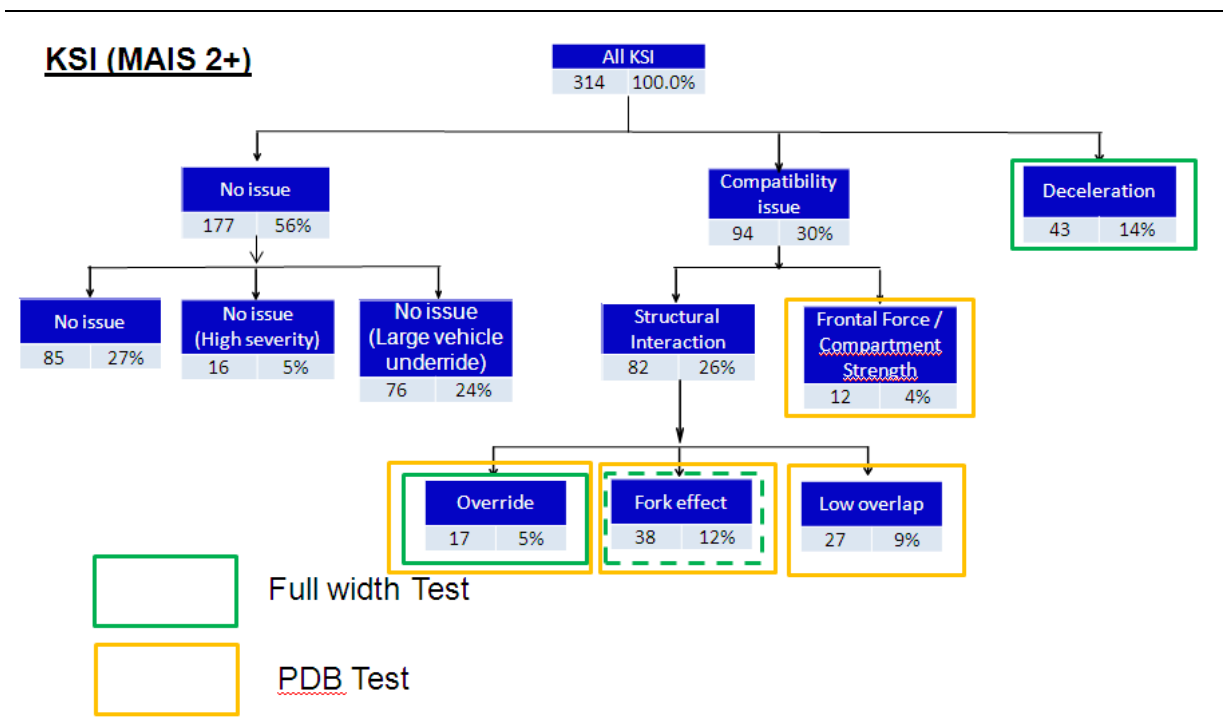 KSI (MAIS 2+)
All KSI
314 100.0%
No issue
177 56%
Compatibility
issue
94 30%
Deceleration
43 14%
No issue
85 27%
No issue
(High severity)
16 5%
No issue
(Large vehicle
underride)
76 24%
Structural
Interaction
82 26%
Frontal Force /
Compartment
Strength
12 4%
Override
17 5%
Fork effect
38 12%
Low overlap
27 9%
Full width Test
PDB Test